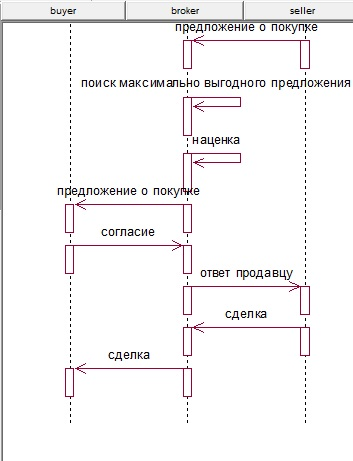 buyer broker seller
предложение о покупке
поиск максимально выгодного предложения
наценка
предложение о покупке
согласие
ответ продавцу
сделка
сделка